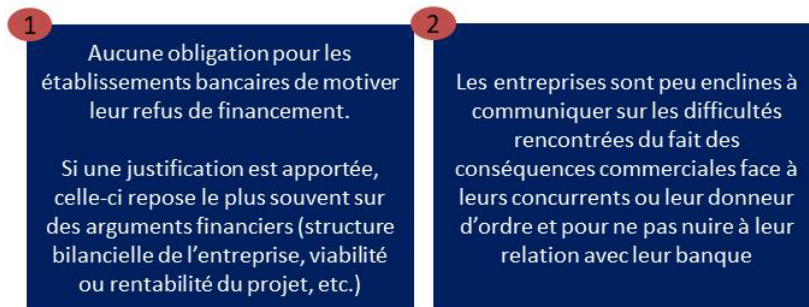 1
Aucune obligation pour les
établissements bancaires de motiver
leur refus de financement.
Si une justification est apportée,
celle-ci repose le plus souvent sur
des arguments financiers (structure
bilancielle de l'entreprise, viabilité
ou rentabilité du projet, etc.)
2
Les entreprises sont peu enclines à
communiquer sur les difficultés
rencontrées du fait des
conséquences commerciales face à
leurs concurrents ou leur donneur
d'ordre et pour ne pas nuire à leur
relation avec leur banque